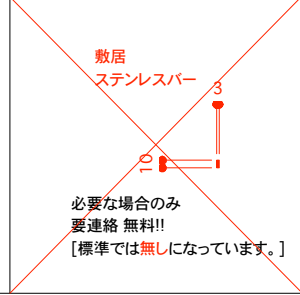 敷居
ステンレスバー
3
10
必要な場合のみ
要連絡 無料!!
[標準では無しになっています。]